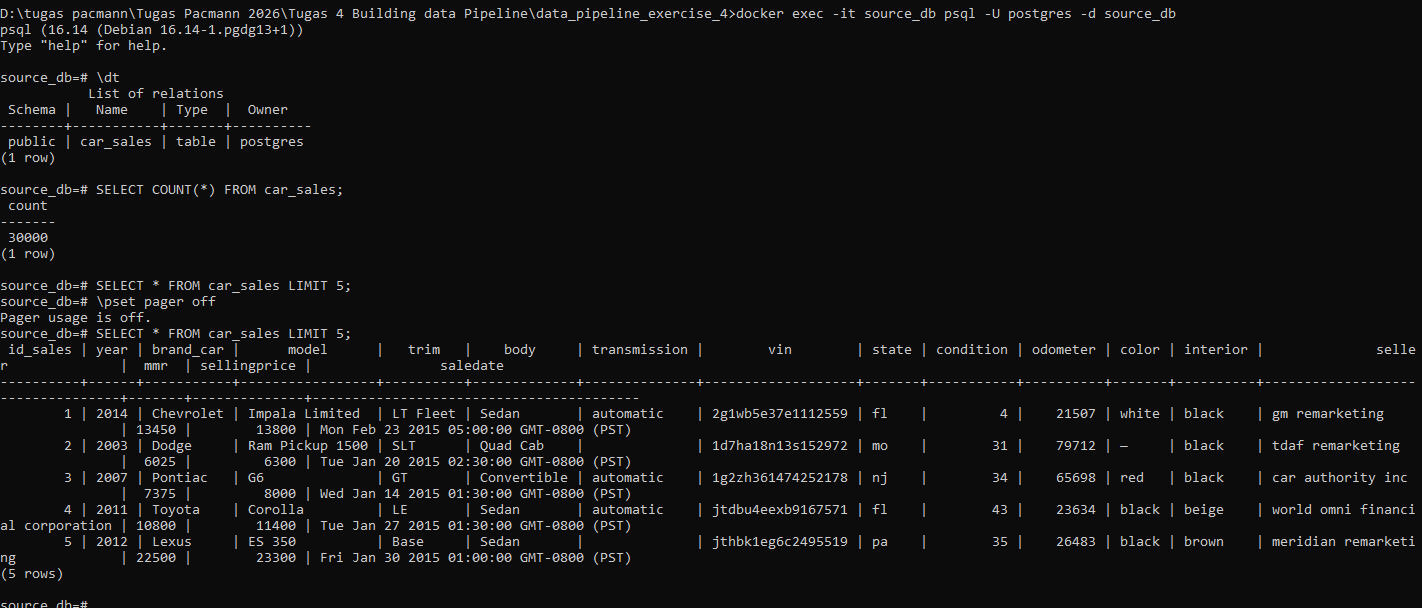 D:\tugas pacmann\Tugas Pacmann 2026\Tugas 4 Building data Pipeline\data_pipeline_exercise_4>docker exec -it source_db psql -U postgres -d source_db
psql (16.14 (Debian 16.14-1.pgdg13+1))
Type "help" for help.

source_db=# \dt
           List of relations
 Schema |   Name    | Type  |  Owner
--------+-----------+-------+----------
 public | car_sales | table | postgres
(1 row)

source_db=# SELECT COUNT(*) FROM car_sales;
 count
-------
 30000
(1 row)

source_db=# SELECT * FROM car_sales LIMIT 5;
source_db=# \pset pager off
Pager usage is off.
source_db=# SELECT * FROM car_sales LIMIT 5;
 id_sales | year | brand_car |      model      |   trim   |    body     | transmission |        vin        | state | condition | odometer | color | interior |              selle
r              |  mmr  | sellingprice |                saledate
----------+------+-----------+-----------------+----------+-------------+--------------+-------------------+-------+-----------+----------+-------+----------+-------------------
---------------+-------+--------------+-----------------------------------------
        1 | 2014 | Chevrolet | Impala Limited  | LT Fleet | Sedan       | automatic    | 2g1wb5e37e1112559 | fl    |         4 |    21507 | white | black    | gm remarketing
               | 13450 |        13800 | Mon Feb 23 2015 05:00:00 GMT-0800 (PST)
        2 | 2003 | Dodge     | Ram Pickup 1500 | SLT      | Quad Cab    |              | 1d7ha18n13s152972 | mo    |        31 |    79712 | —     | black    | tdaf remarketing
               |  6025 |         6300 | Tue Jan 20 2015 02:30:00 GMT-0800 (PST)
        3 | 2007 | Pontiac   | G6              | GT       | Convertible | automatic    | 1g2zh361474252178 | nj    |        34 |    65698 | red   | black    | car authority inc
               |  7375 |         8000 | Wed Jan 14 2015 01:30:00 GMT-0800 (PST)
        4 | 2011 | Toyota    | Corolla         | LE       | Sedan       | automatic    | jtdbu4eexb9167571 | fl    |        43 |    23634 | black | beige    | world omni financi
al corporation | 10800 |        11400 | Tue Jan 27 2015 01:30:00 GMT-0800 (PST)
        5 | 2012 | Lexus     | ES 350          | Base     | Sedan       |              | jthbk1eg6c2495519 | pa    |        35 |    26483 | black | brown    | meridian remarketi
ng             | 22500 |        23300 | Fri Jan 30 2015 01:00:00 GMT-0800 (PST)
(5 rows)

source_db=#